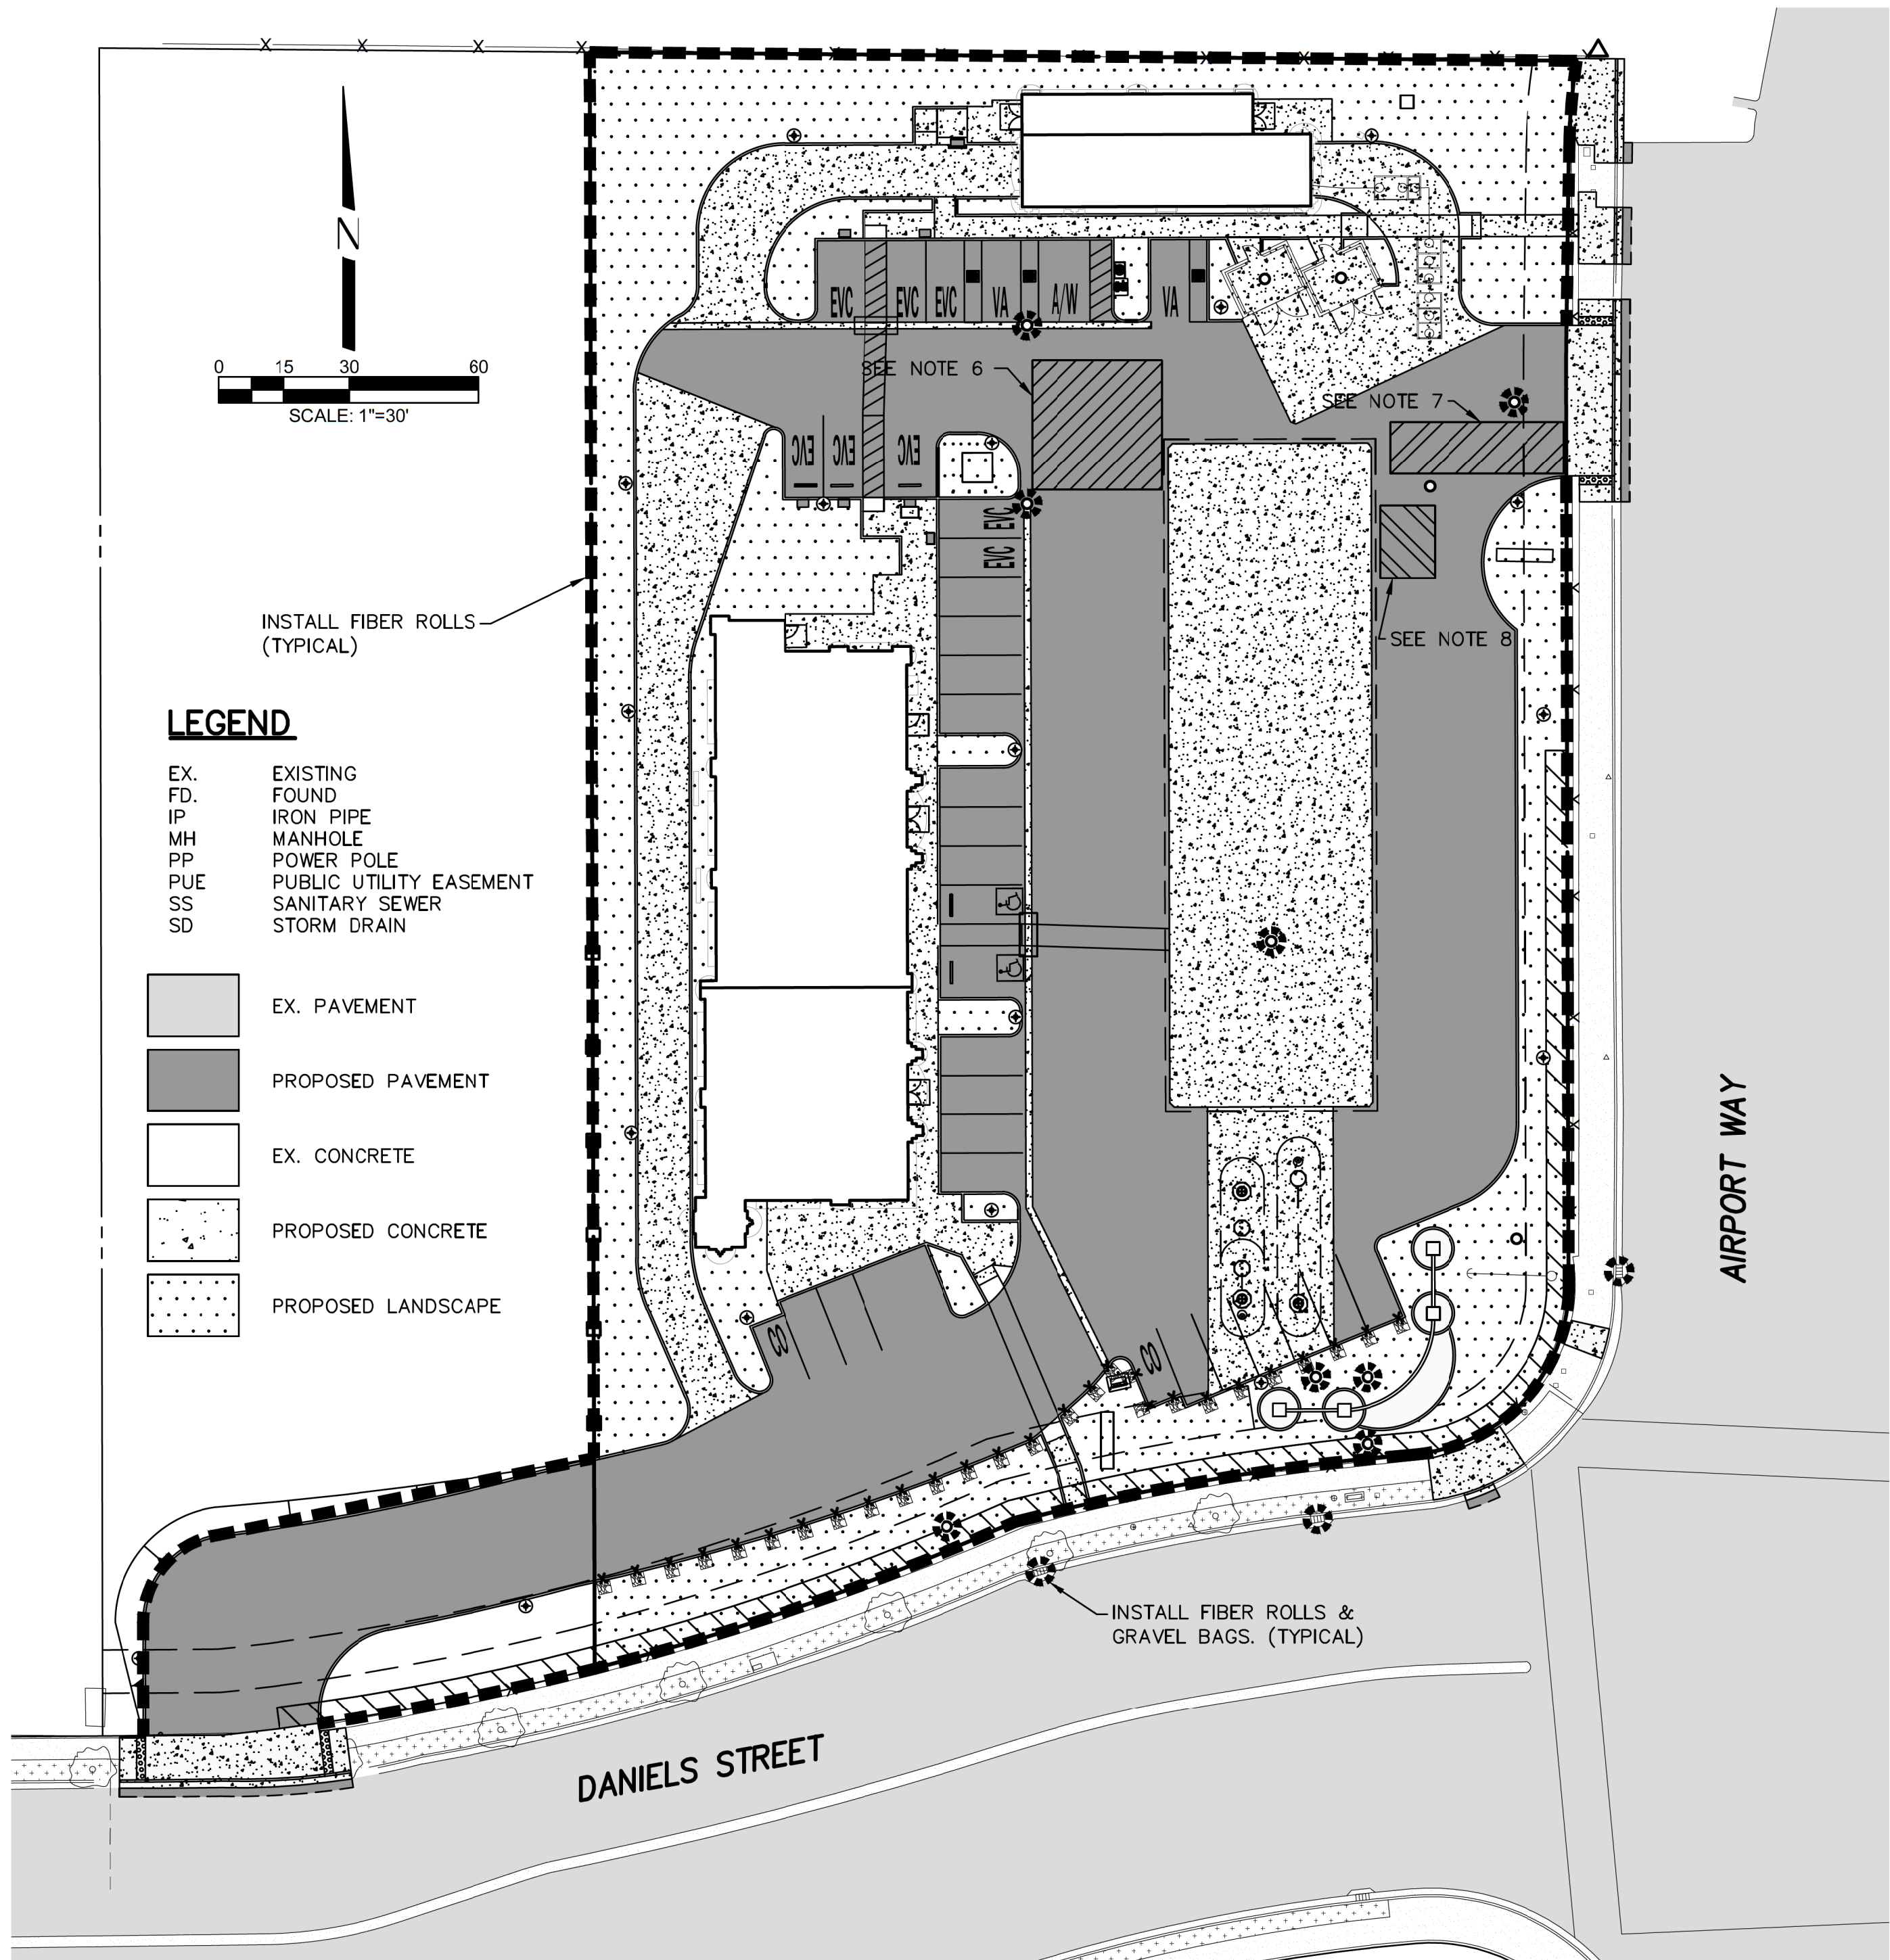 N
0 15 30 60
SCALE: 1"=30'
EVC EVC EVC VA A/W VA
SEE NOTE 6
SEE NOTE 7
EVC EVC EVC
EVC
EVC
SEE NOTE 8
INSTALL FIBER ROLLS
(TYPICAL)
LEGEND
EX. EXISTING
FD. FOUND
IP IRON PIPE
MH MANHOLE
PP POWER POLE
PUE PUBLIC UTILITY EASEMENT
SS SANITARY SEWER
SD STORM DRAIN
EX. PAVEMENT
PROPOSED PAVEMENT
EX. CONCRETE
PROPOSED CONCRETE
PROPOSED LANDSCAPE
AIRPORT WAY
INSTALL FIBER ROLLS &
GRAVEL BAGS. (TYPICAL)
DANIELS STREET